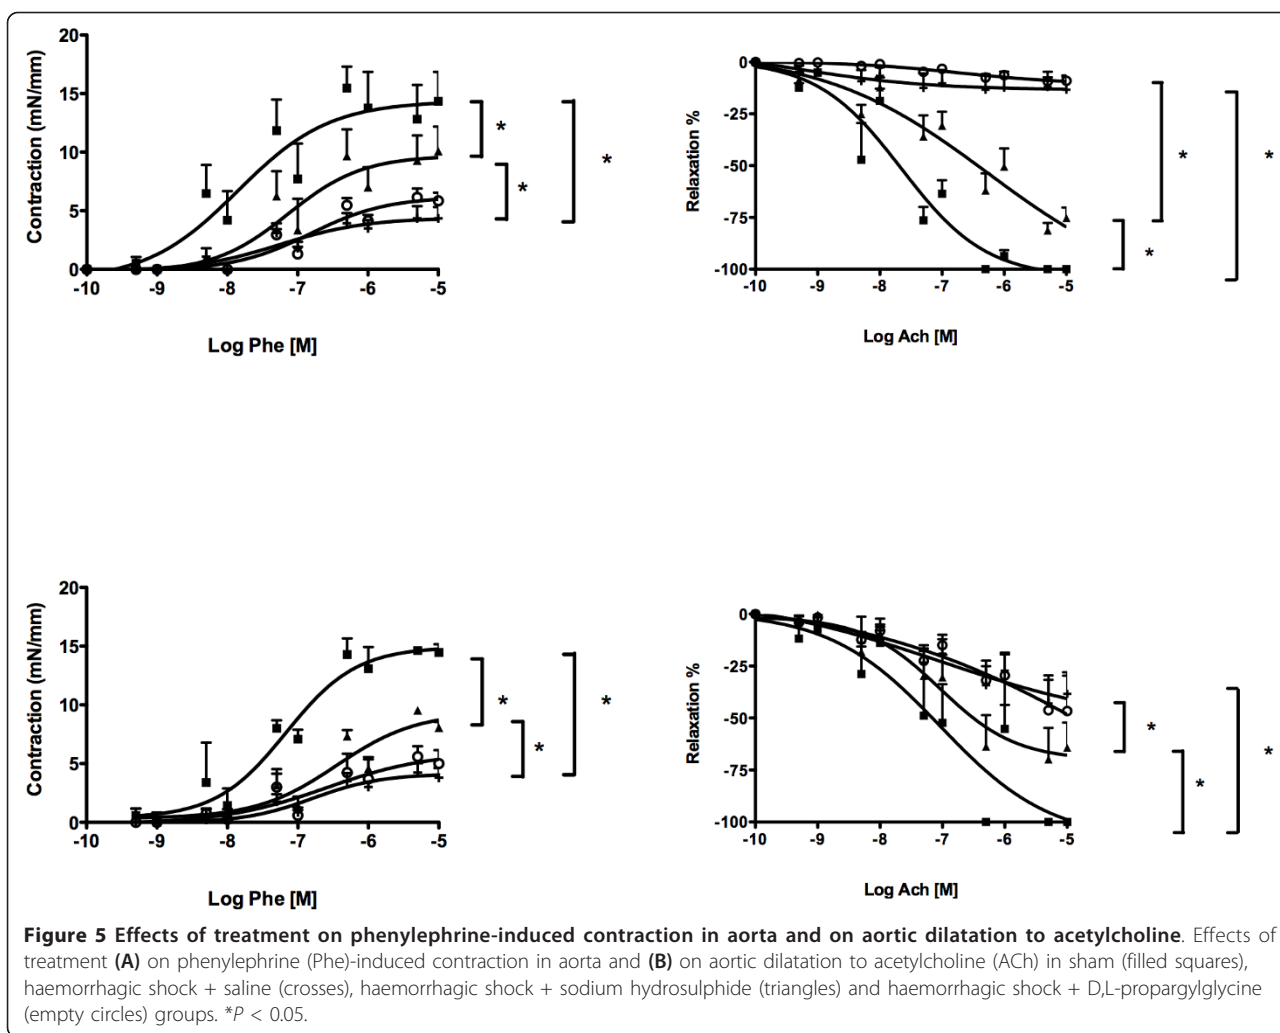 20
15
10
5
0
Contraction (mN/mm)
-10 -9 -8 -7 -6 -5
Log Phe [M]
*
*
*
0
-25
-50
-75
-100
Relaxation %
-10 -9 -8 -7 -6 -5
Log Ach [M]
*
*
*
20
15
10
5
0
Contraction (mN/mm)
-10 -9 -8 -7 -6 -5
Log Phe [M]
*
*
*
0
-25
-50
-75
-100
Relaxation %
-10 -9 -8 -7 -6 -5
Log Ach [M]
*
*
*
Figure 5 Effects of treatment on phenylephrine-induced contraction in aorta and on aortic dilatation to acetylcholine. Effects of
treatment (A) on phenylephrine (Phe)-induced contraction in aorta and (B) on aortic dilatation to acetylcholine (ACh) in sham (filled squares),
haemorrhagic shock + saline (crosses), haemorrhagic shock + sodium hydrosulphide (triangles) and haemorrhagic shock + D,L-propargylglycine
(empty circles) groups. *P < 0.05.